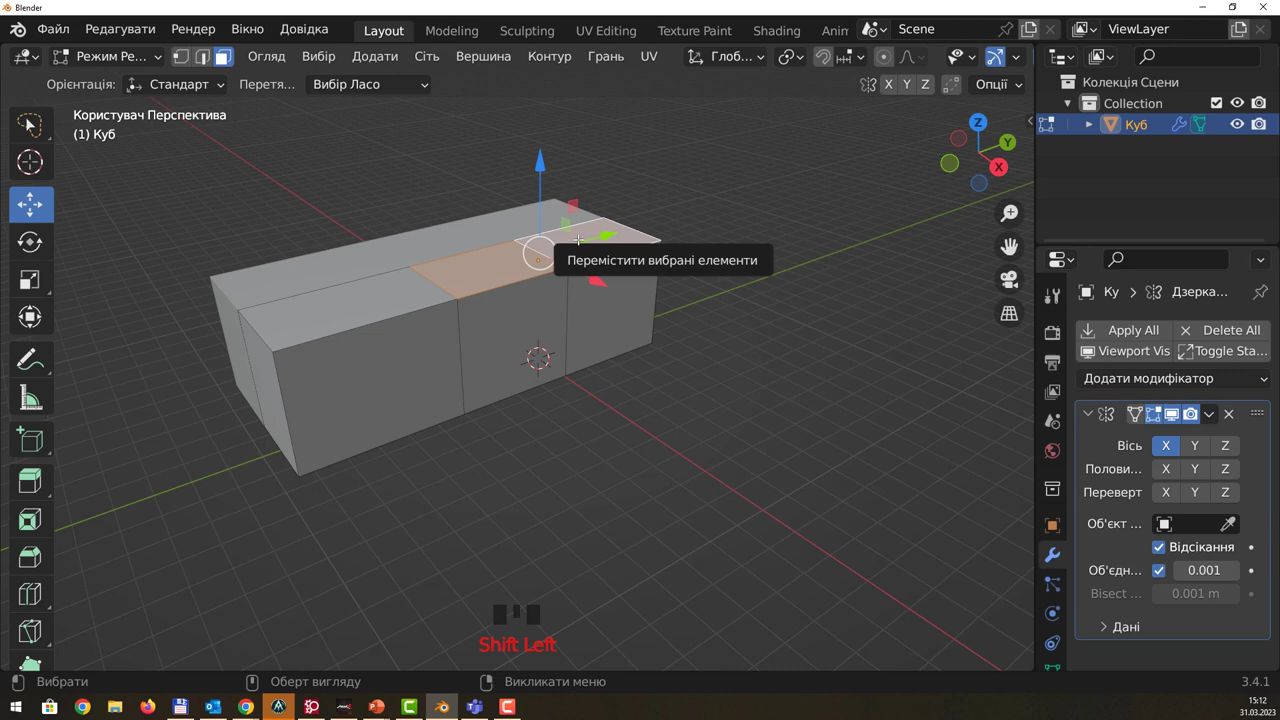 Blender
Файл Редагувати Рендер Вікно Довідка Layout Modeling Sculpting UV Editing Texture Paint Shading Anin Scene ViewLayer
Режим Ре... Огляд Вибір Додати Сіть Вершина Контур Грань UV Глоб...
Орієнтація: Стандарт Перетя... Вибір Ласо X Y Z Опції
Колекція Сцени
Collection
Куб
Користувач Перспектива
(1) Куб
Z
Y
X
Перемістити вибрані елементи
Ку Дзерка...
Apply All Delete All
Viewport Vis Toggle Sta...
Додати модифікатор
Вісь X Y Z
Полови... X Y Z
Переверт X Y Z
Об'єкт ...
Відсікання
Об'єдн... 0.001
Bisect ... 0.001 m
Дані
Shift Left
Вибрати Оберт вигляду Викликати меню 3.4.1
15:12
31.03.2023